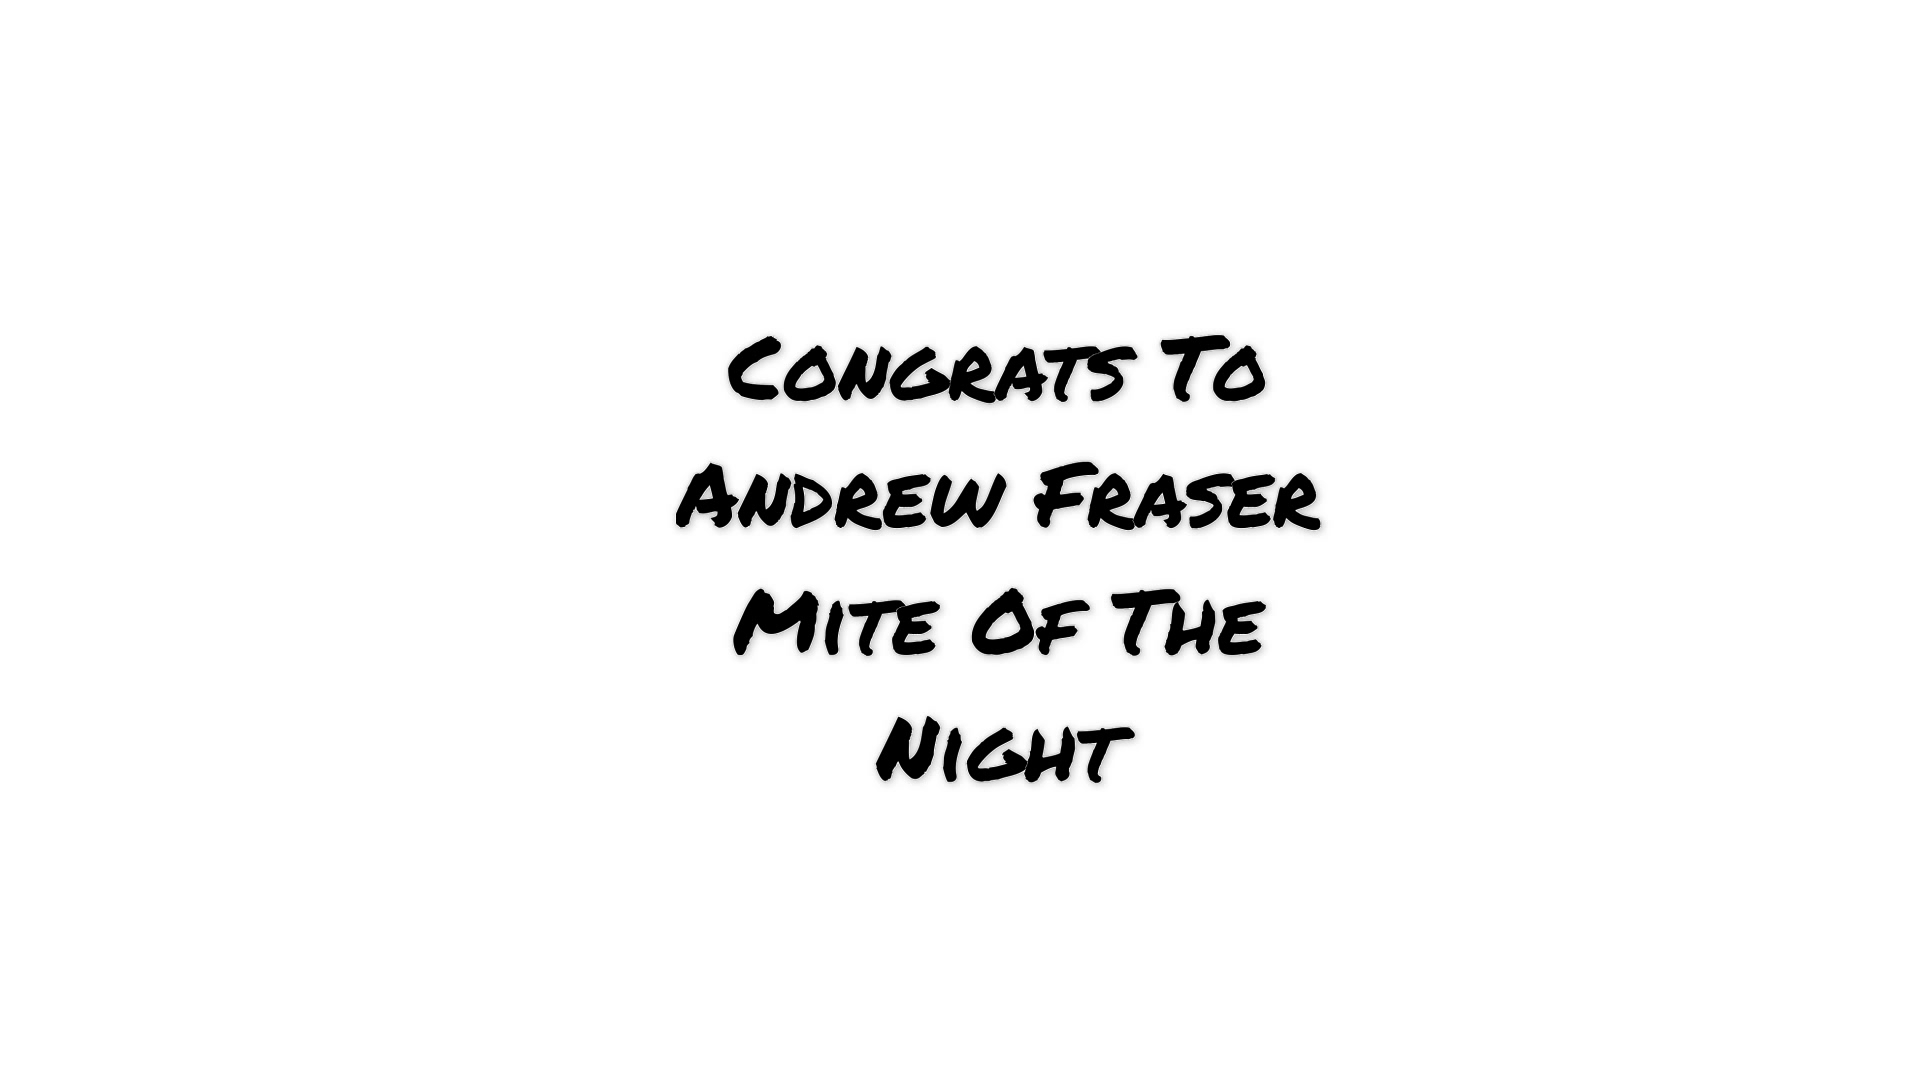 Congrats To
Andrew Fraser
Mite Of The
Night